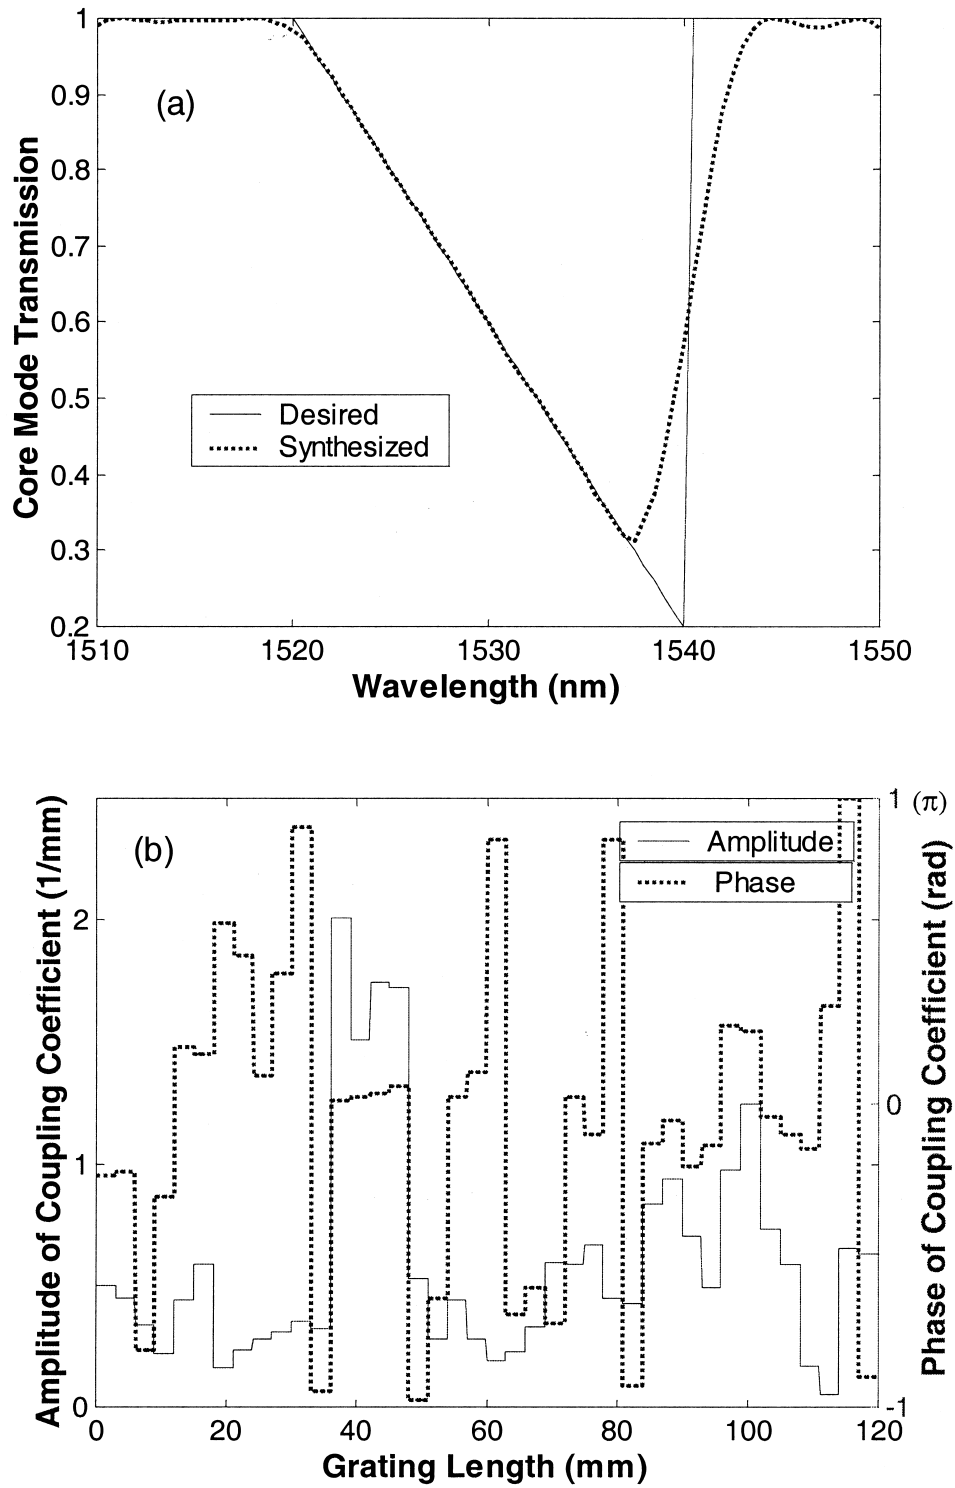 1
0.9
(a)
0.8
0.7
0.6
0.5
0.4
0.3
0.2
Core Mode Transmission
Desired
Synthesized
1510 1520 1530 1540 1550
Wavelength (nm)
(b)
Amplitude
Phase
2
1
0
Amplitude of Coupling Coefficient (1/mm)
1 (π)
0
-1
Phase of Coupling Coefficient (rad)
0 20 40 60 80 100 120
Grating Length (mm)